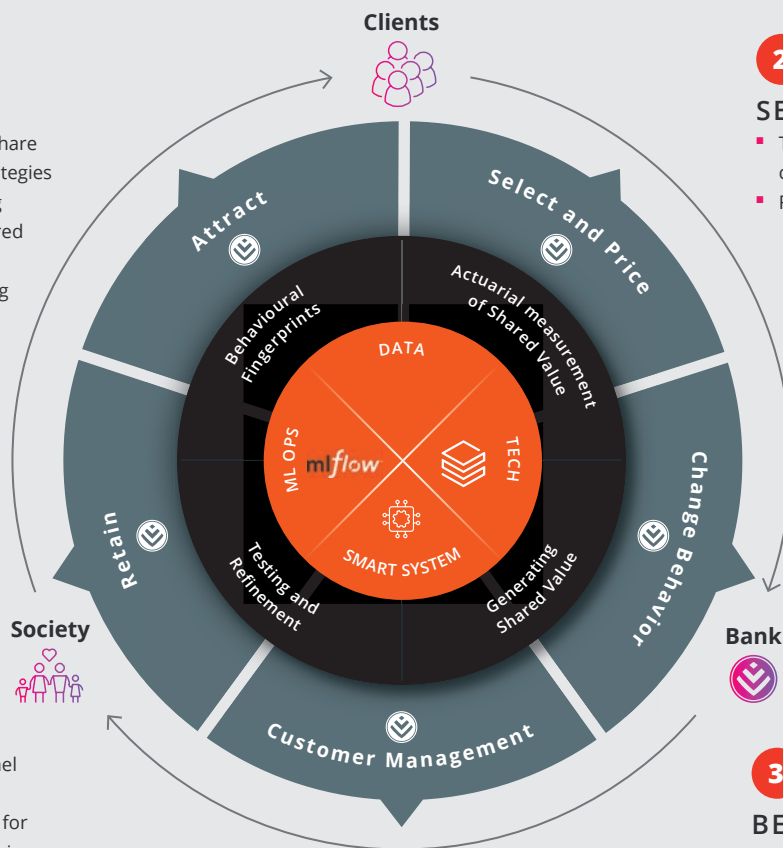 Clients
2
hare
tegies
red
SE
Attract
Select and Price
Behavioural
Fingerprints
Actuarial measurement
of Shared Value
DATA
ML OPS
mlflow
TECH
SMART SYSTEM
Change Behavior
Retain
Testing and
Refinement
Generating
Shared Value
Society
Bank
Customer Management
nel
for
3
BE